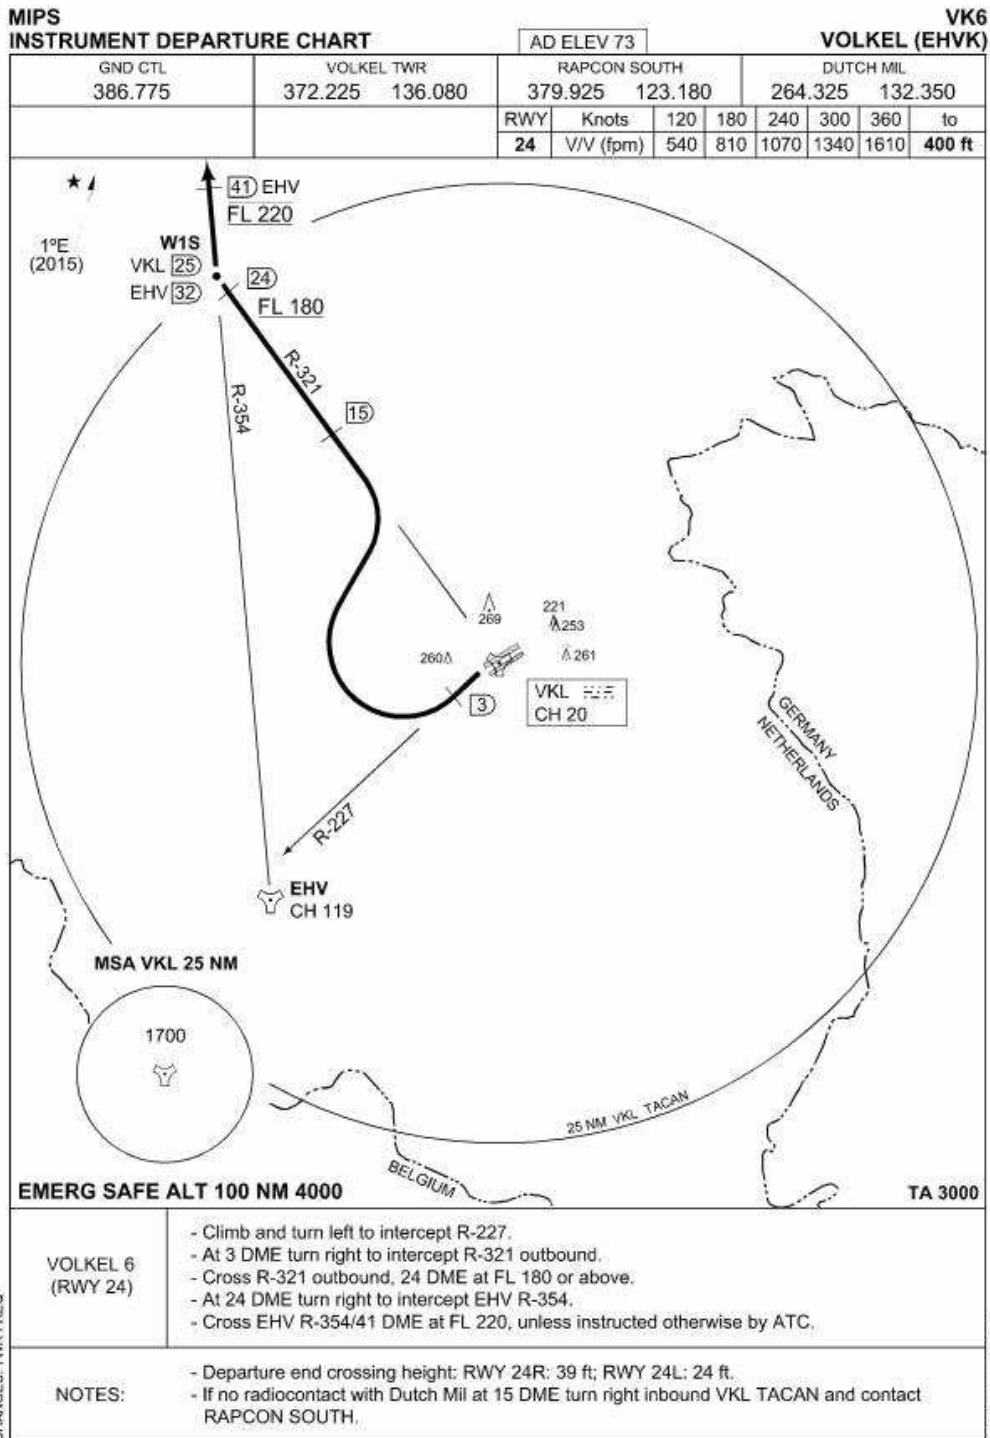 MIPS
VK6
INSTRUMENT DEPARTURE CHART
AD ELEV 73
VOLKEL (EHVK)
GND CTL
386.775
VOLKEL TWR
372.225 136.080
RAPCON SOUTH
379.925 123.180
DUTCH MIL
264.325 132.350
RWY Knots 120 180 240 300 360 to
24 V/V (fpm) 540 810 1070 1340 1610 400 ft
41 EHV
FL 220
1ºE
(2015)
W1S
VKL 25
EHV 32
24
FL 180
R-321
R-354
15
269
221
253
260
261
3
VKL
CH 20
GERMANY
NETHERLANDS
R-227
EHV
CH 119
MSA VKL 25 NM
1700
25 NM VKL TACAN
BELGIUM
EMERG SAFE ALT 100 NM 4000
TA 3000
VOLKEL 6
(RWY 24)
- Climb and turn left to intercept R-227.
- At 3 DME turn right to intercept R-321 outbound.
- Cross R-321 outbound, 24 DME at FL 180 or above.
- At 24 DME turn right to intercept EHV R-354.
- Cross EHV R-354/41 DME at FL 220, unless instructed otherwise by ATC.
NOTES:
- Departure end crossing height: RWY 24R: 39 ft; RWY 24L: 24 ft.
- If no radiocontact with Dutch Mil at 15 DME turn right inbound VKL TACAN and contact
RAPCON SOUTH.